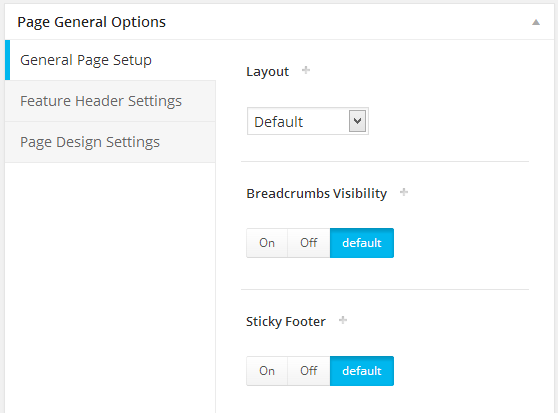 Page General Options
General Page Setup
Feature Header Settings
Page Design Settings
Layout
Default
Breadcrumbs Visibility
On Off default
Sticky Footer
On Off default